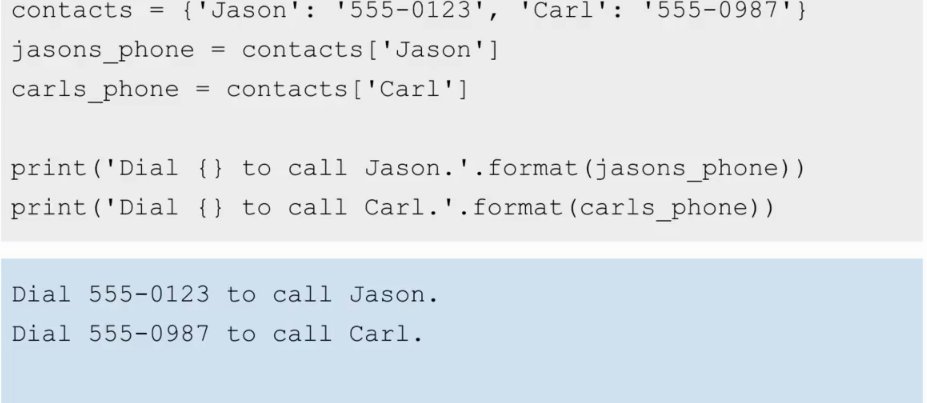 contacts = {'Jason': '555-0123', 'Carl': '555-0987'}
jasons_phone = contacts['Jason']
carls_phone = contacts['Carl']
print('Dial {} to call Jason.'.format(jasons_phone))
print('Dial {} to call Carl.'.format(carls_phone))
Dial 555-0123 to call Jason.
Dial 555-0987 to call Carl.